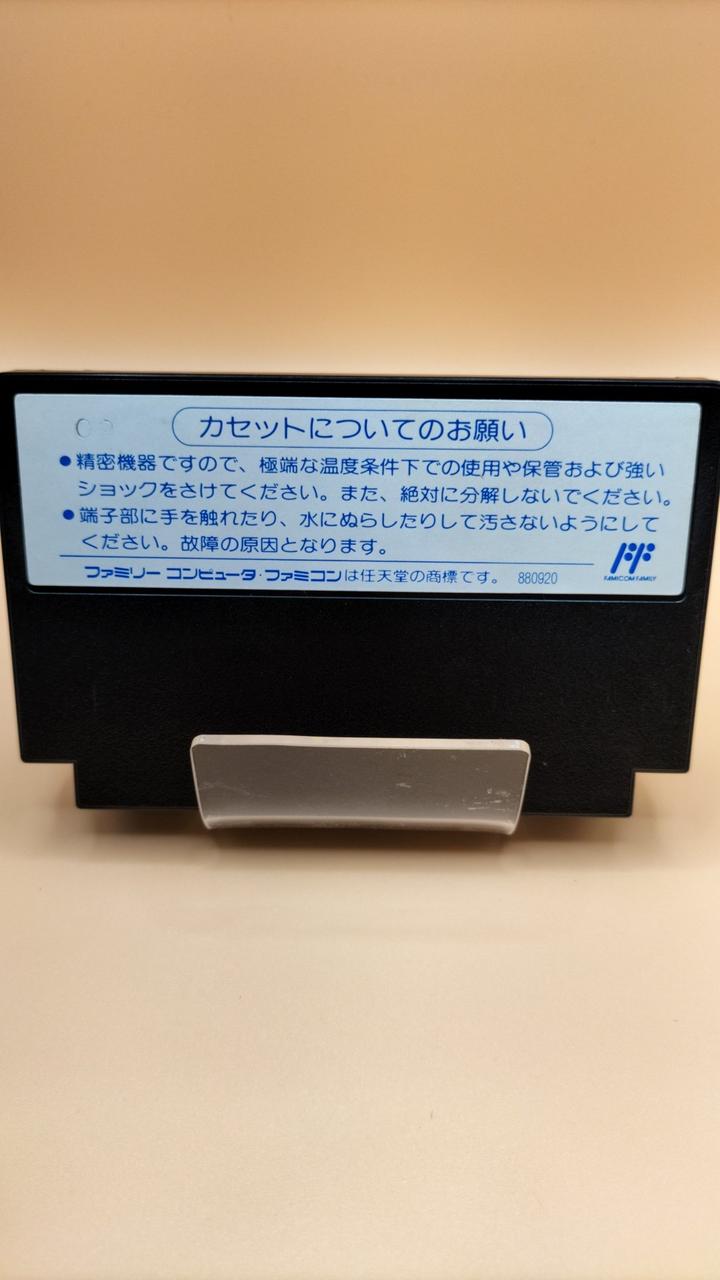 カセットについてのお願い
●精密機器ですので、極端な温度条件下での使用や保管および強い
ショックをさけてください。また、絶対に分解しないでください。
●端子部に手を触れたり、水にぬらしたりして汚さないようにして
ください。故障の原因となります。
FAMICOM FAMILY
ファミリー コンピュータ・ファミコンは任天堂の商標です。 880920